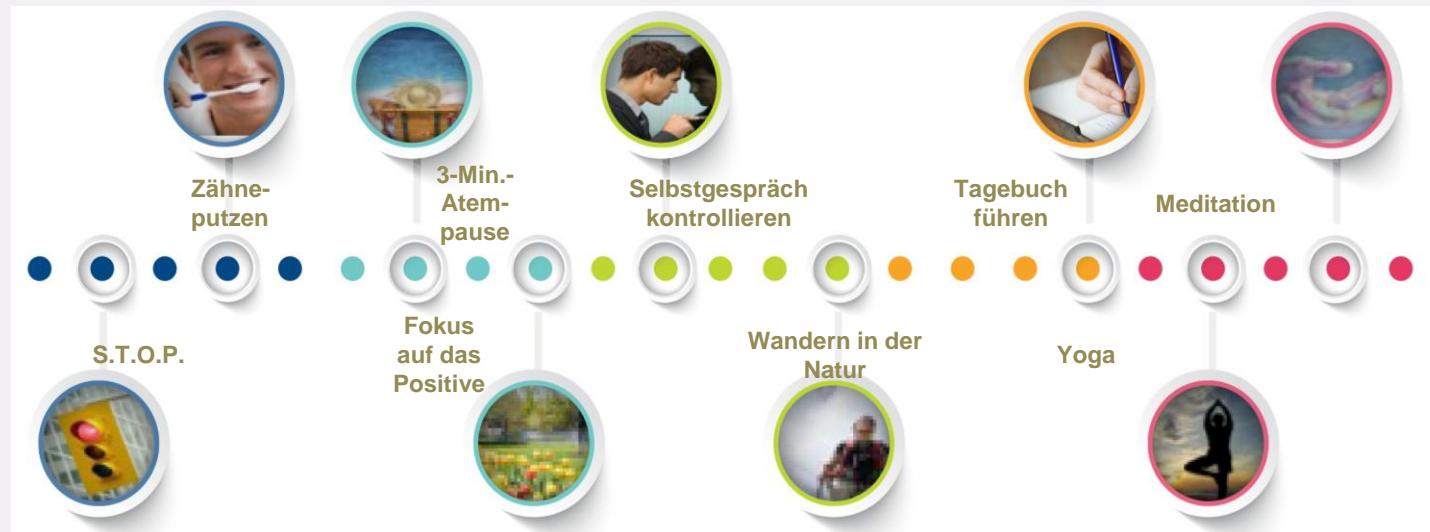 Zähne-
putzen
3-Min.-
Atem-
pause
Selbstgespräch
kontrollieren
Tagebuch
führen
Meditation
S.T.O.P.
Fokus
auf das
Positive
Wandern in der
Natur
Yoga